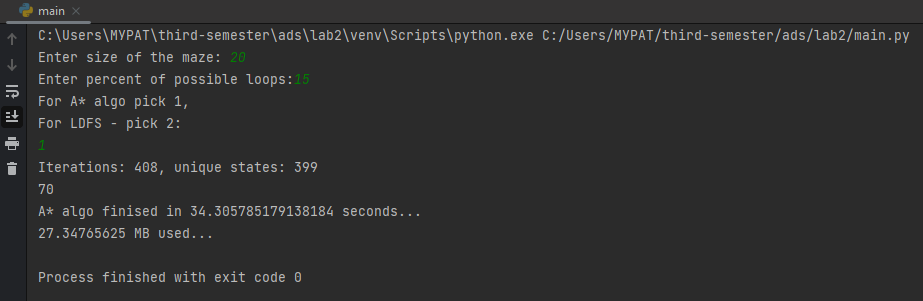 main
C:\Users\MYPAT\third-semester\ads\lab2\venv\Scripts\python.exe C:/Users/MYPAT/third-semester/ads/lab2/main.py
Enter size of the maze: 20
Enter percent of possible loops:15
For A* algo pick 1,
For LDFS - pick 2:
1
Iterations: 408, unique states: 399
70
A* algo finised in 34.305785179138184 seconds...
27.34765625 MB used...
Process finished with exit code 0